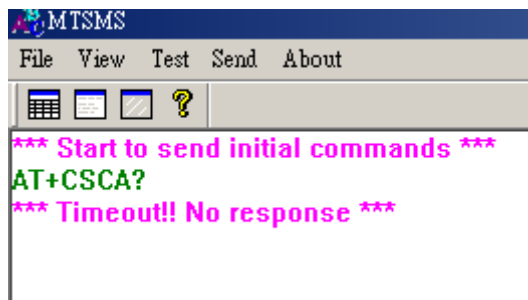 MTSMS
File View Test Send About
*** Start to send initial commands ***
AT+CSCA?
*** Timeout!! No response ***